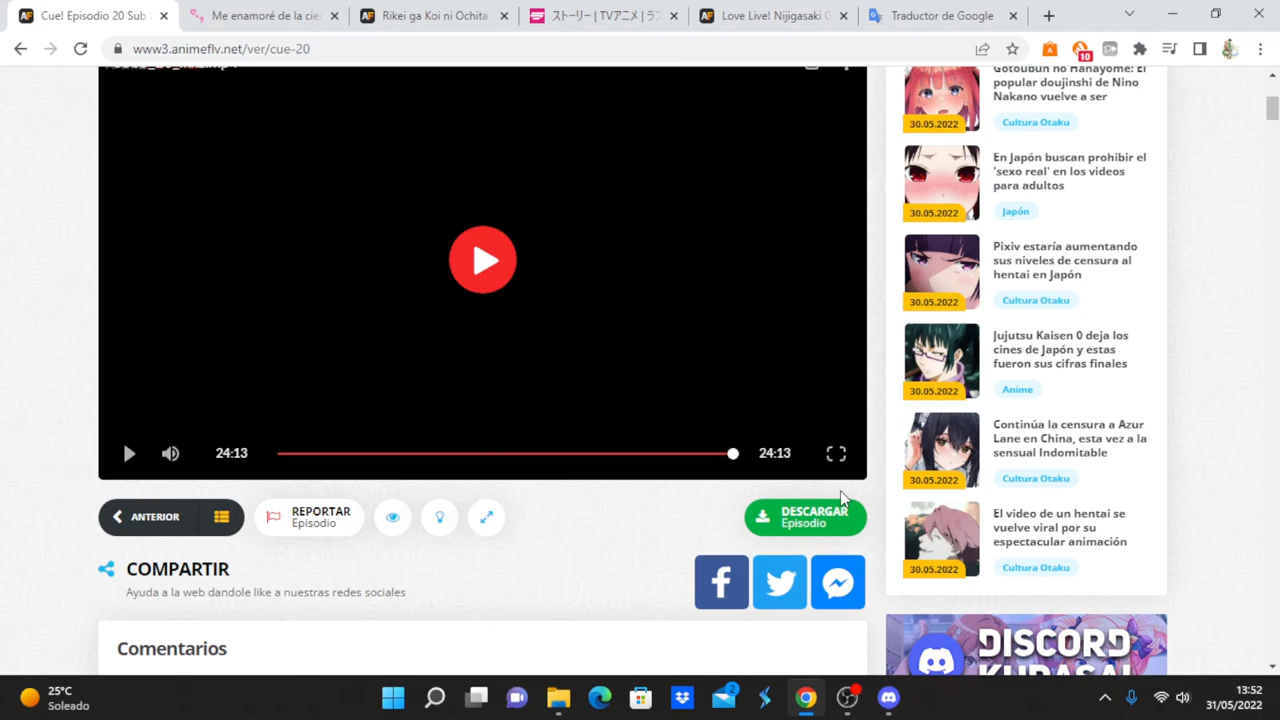 Cue! Episodio 20 Sub
Me enamoré de la cie
Rikei ga Koi ni Ochita
ストーリー | TVアニメ | ラフ
Love Live! Nijigasaki G
Traductor de Google
www3.animeflv.net/ver/cue-20
10
Gotoubun no Hanayome: El
popular doujinshi de Nino
Nakano vuelve a ser
30.05.2022
Cultura Otaku
En Japón buscan prohibir el
'sexo real' en los videos
para adultos
30.05.2022
Japón
Pixiv estaría aumentando
sus niveles de censura al
hentai en Japón
30.05.2022
Cultura Otaku
Jujutsu Kaisen 0 deja los
cines de Japón y estas
fueron sus cifras finales
30.05.2022
Anime
Continúa la censura a Azur
Lane en China, esta vez a la
sensual Indomitable
30.05.2022
Cultura Otaku
El video de un hentai se
vuelve viral por su
espectacular animación
30.05.2022
Cultura Otaku
24:13
24:13
ANTERIOR
REPORTAR
Episodio
DESCARGAR
Episodio
COMPARTIR
Ayuda a la web dandole like a nuestras redes sociales
Comentarios
DISCORD
KUDASAI
25°C
Soleado
2
13:52
31/05/2022